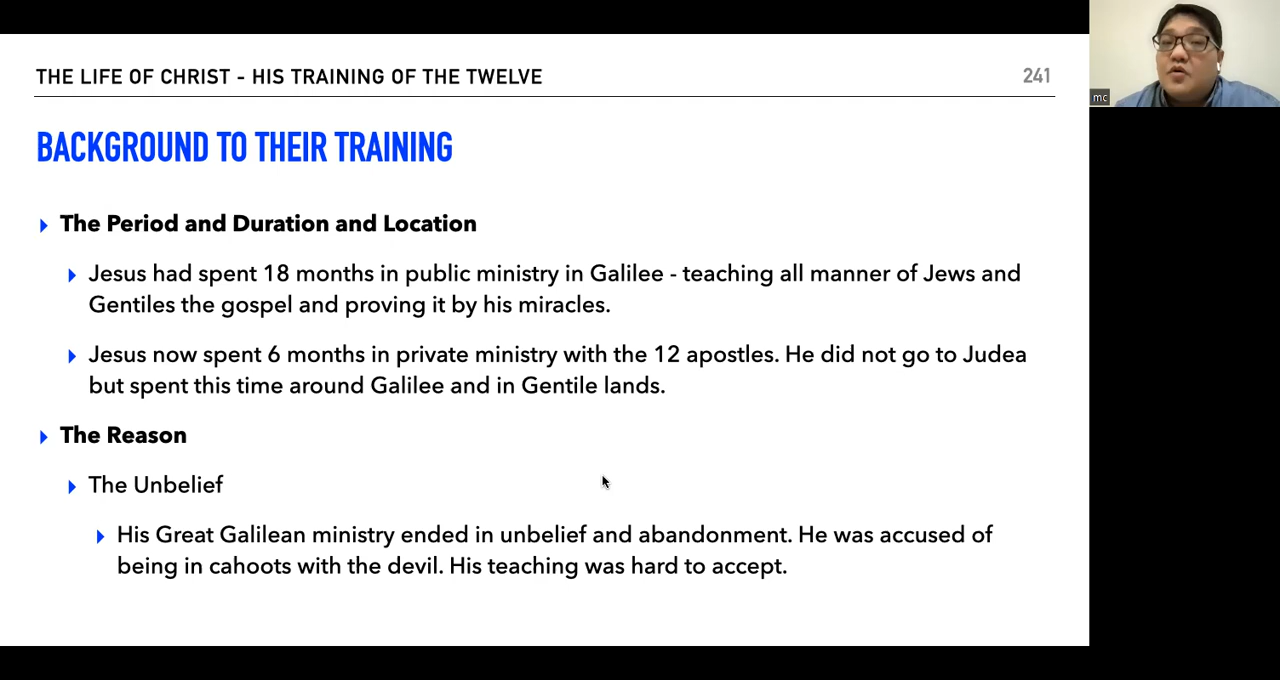 THE LIFE OF CHRIST - HIS TRAINING OF THE TWELVE
241
mc
BACKGROUND TO THEIR TRAINING
The Period and Duration and Location
Jesus had spent 18 months in public ministry in Galilee - teaching all manner of Jews and
Gentiles the gospel and proving it by his miracles.
Jesus now spent 6 months in private ministry with the 12 apostles. He did not go to Judea
but spent this time around Galilee and in Gentile lands.
The Reason
The Unbelief
His Great Galilean ministry ended in unbelief and abandonment. He was accused of
being in cahoots with the devil. His teaching was hard to accept.